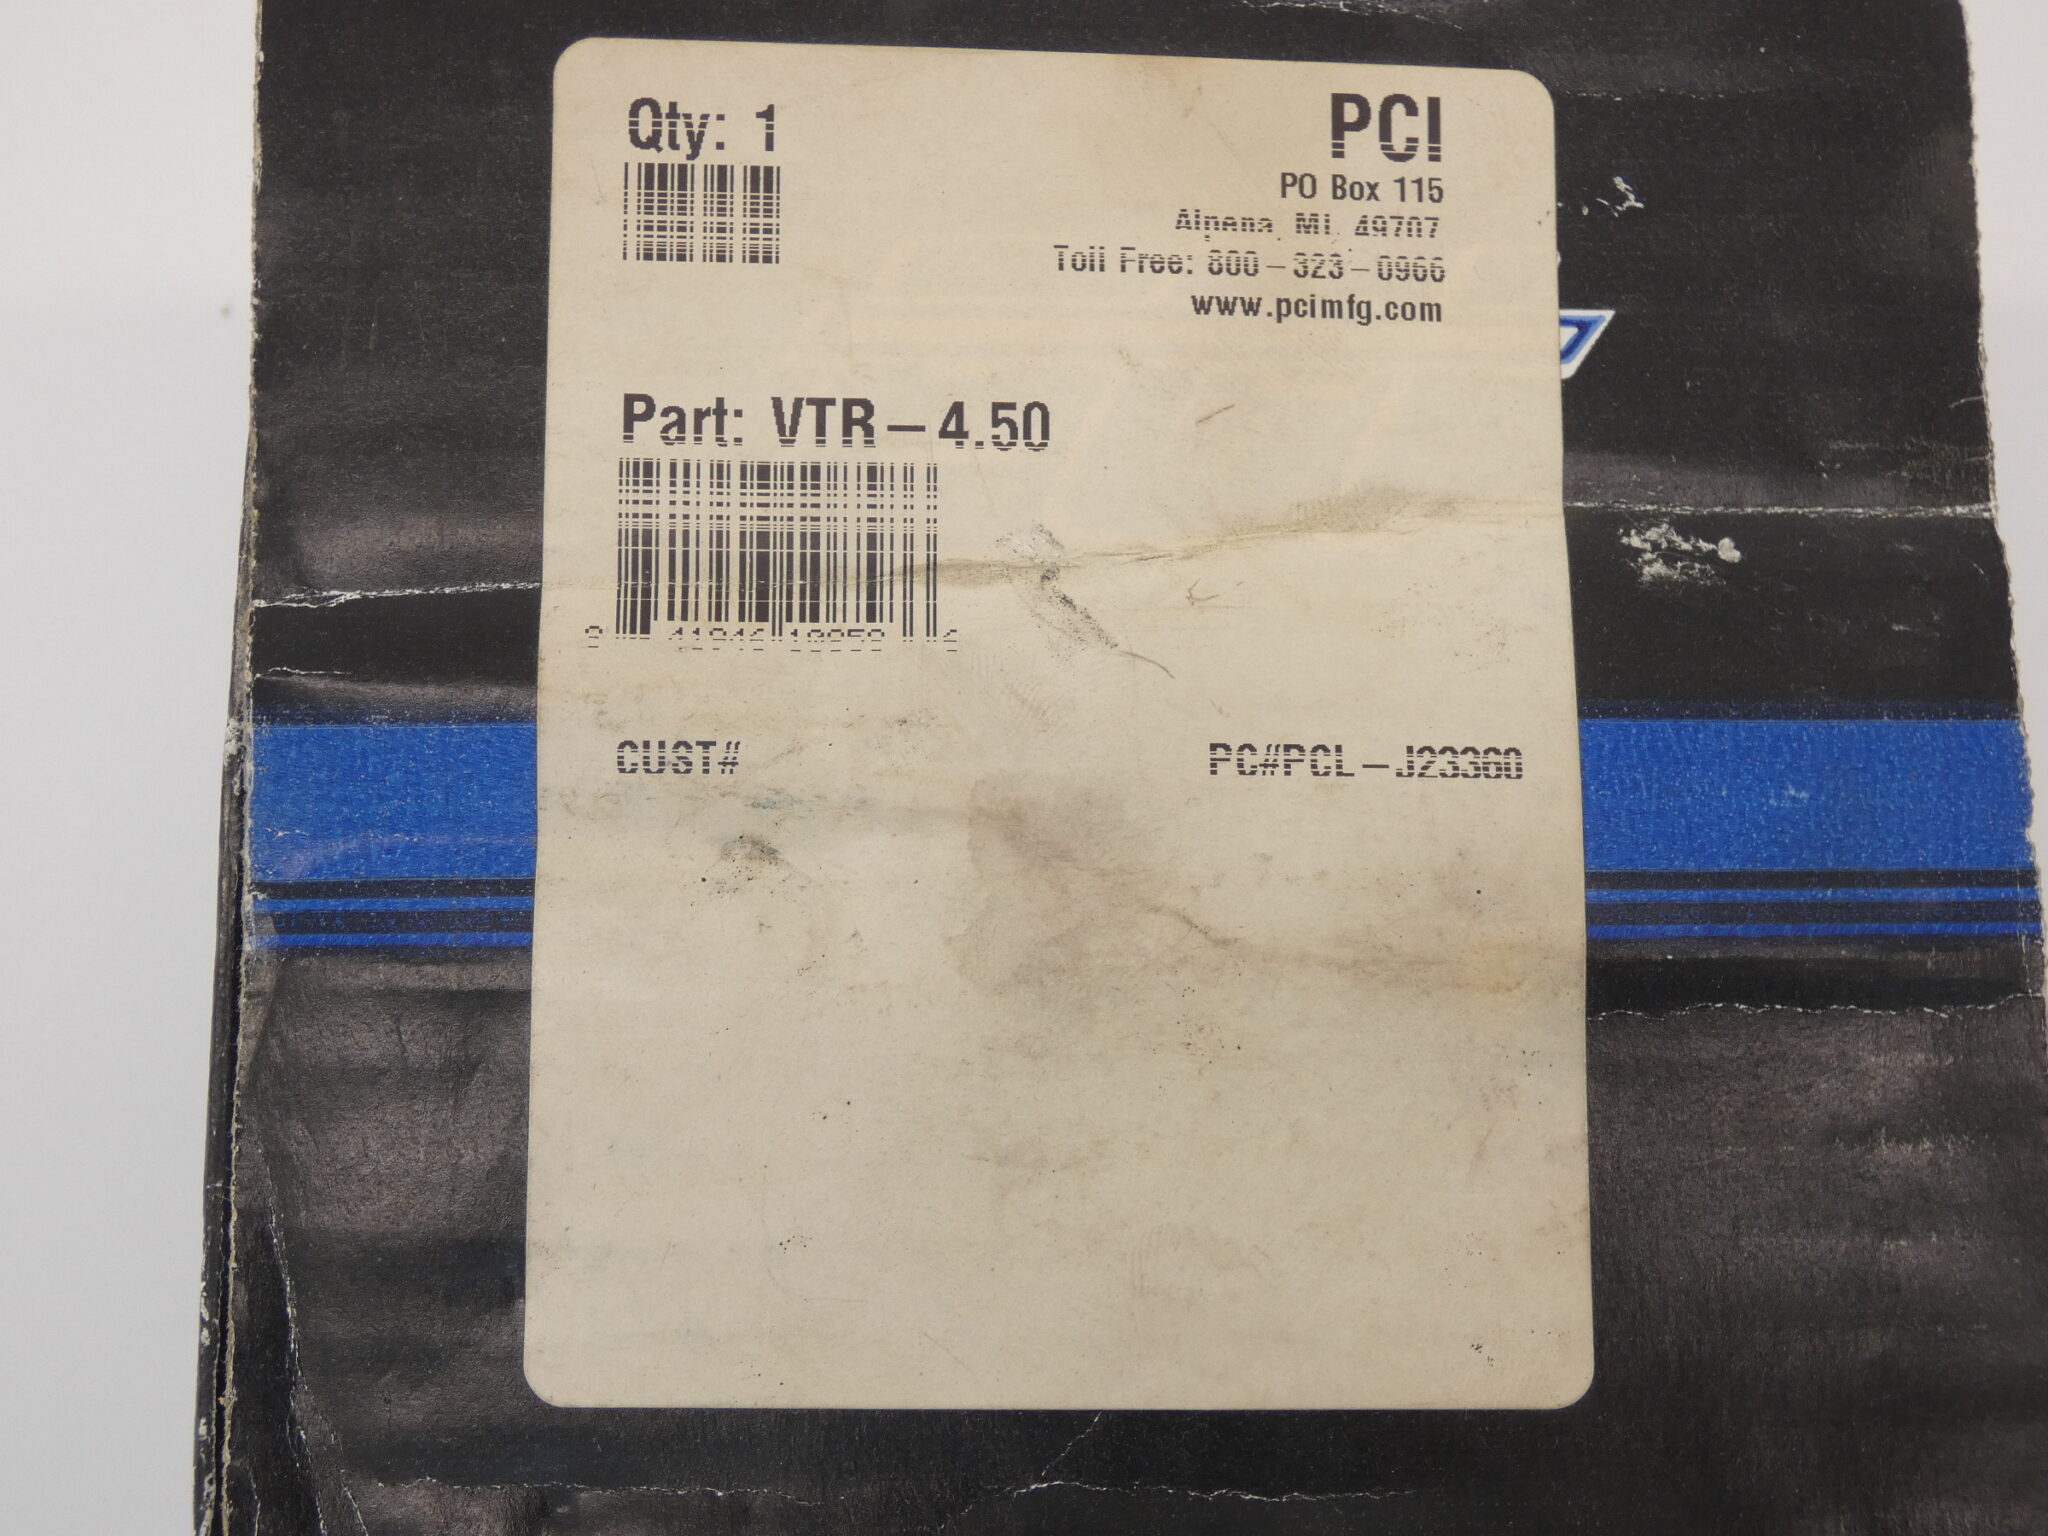 Qty: 1
PCI
PO Box 115
Alpena, MI. 49707
Toll Free: 800-323-0966
www.pcimfg.com
Part: VTR-4.50
CUST#
PC#PCL-J23360